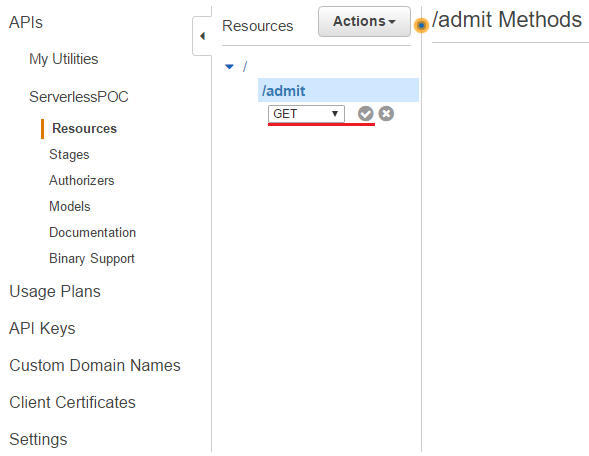 APIs
My Utilities
ServerlessPOC
Resources
Stages
Authorizers
Models
Documentation
Binary Support
Usage Plans
API Keys
Custom Domain Names
Client Certificates
Settings
Resources
Actions
/
/admit
GET
/admit Methods